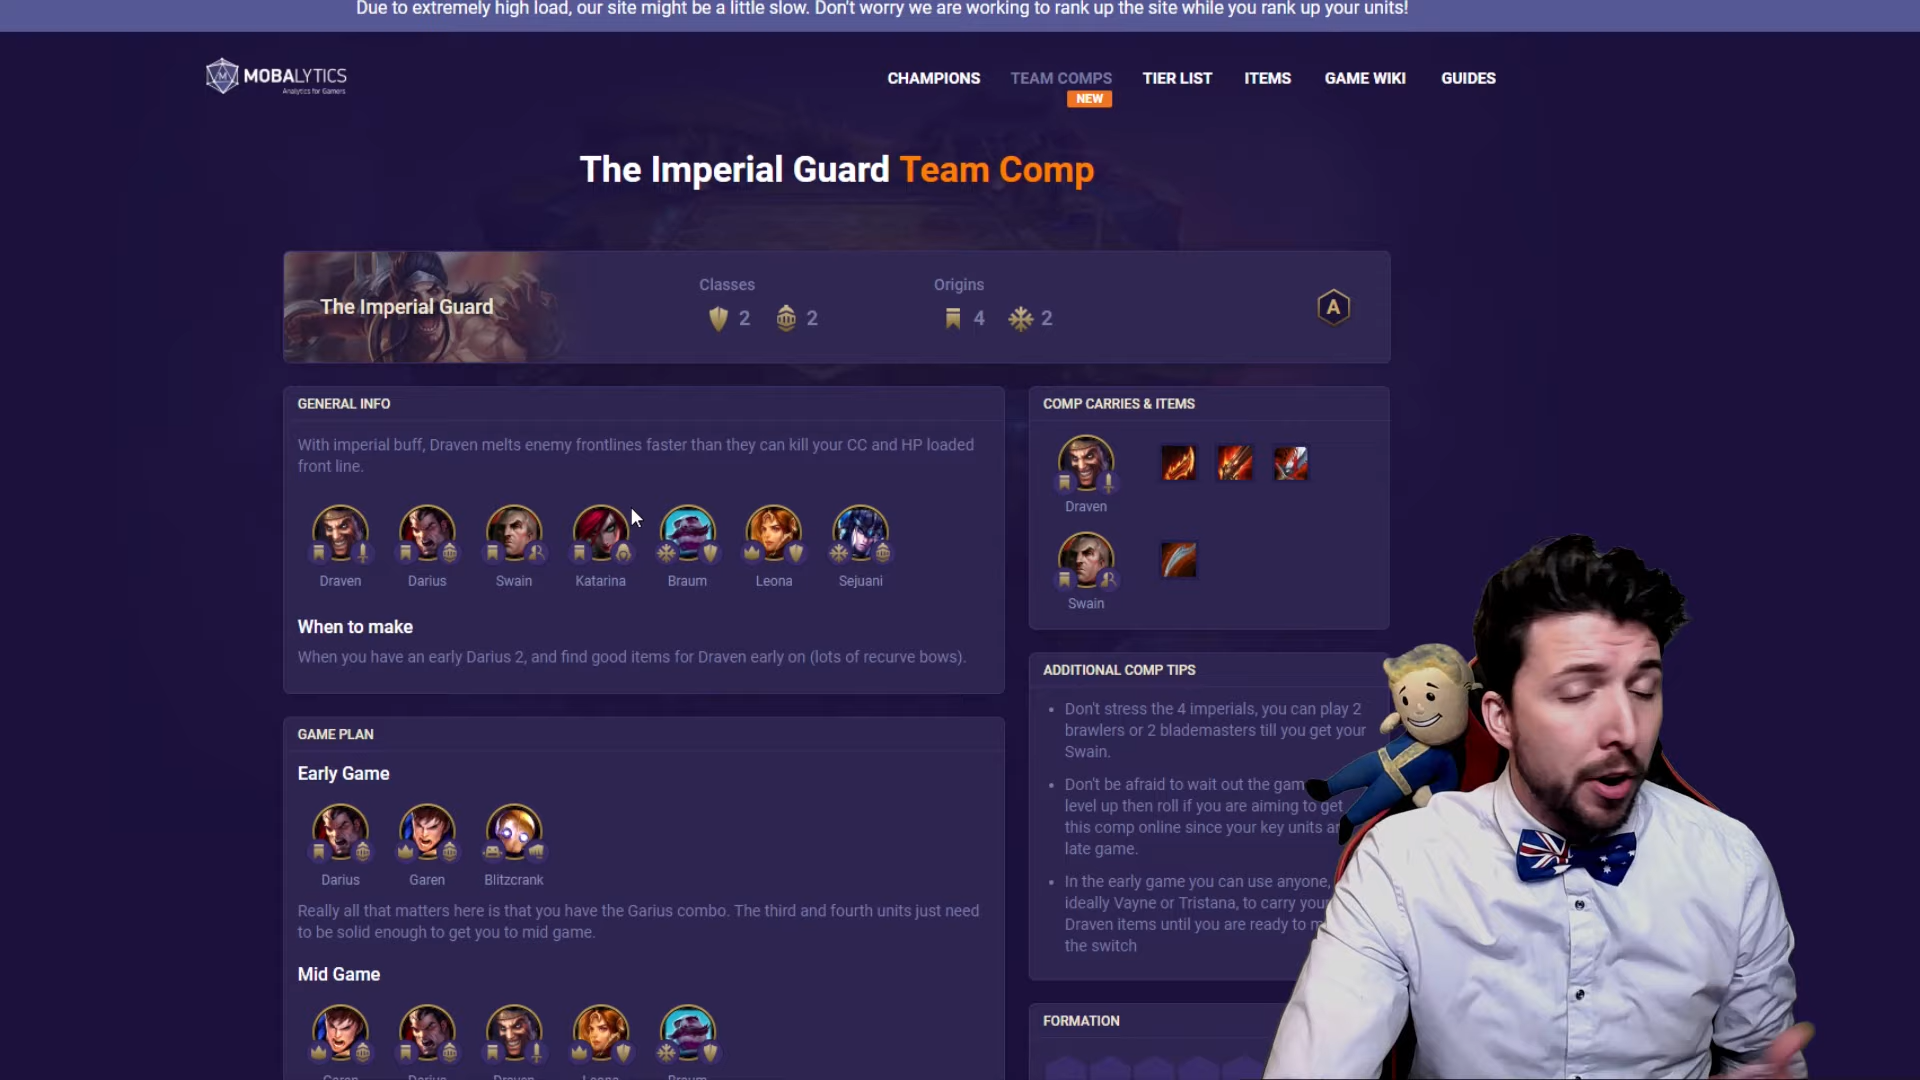 Due to extremely high load, our site might be a little slow. Don't worry we are working to rank up the site while you rank up your units!
MOBALYTICS
Analytics for Gamers
CHAMPIONS
TEAM COMPS
NEW
TIER LIST
ITEMS
GAME WIKI
GUIDES
The Imperial Guard Team Comp
The Imperial Guard
Classes
2
2
Origins
4
2
A
GENERAL INFO
With imperial buff, Draven melts enemy frontlines faster than they can kill your CC and HP loaded
front line.
Draven
Darius
Swain
Katarina
Braum
Leona
Sejuani
When to make
When you have an early Darius 2, and find good items for Draven early on (lots of recurve bows).
GAME PLAN
Early Game
Darius
Garen
Blitzcrank
Really all that matters here is that you have the Garius combo. The third and fourth units just need
to be solid enough to get you to mid game.
Mid Game
Garen
Darius
Draven
Leona
Braum
COMP CARRIES & ITEMS
Draven
Swain
ADDITIONAL COMP TIPS
• Don't stress the 4 imperials, you can play 2
brawlers or 2 blademasters till you get your
Swain.
• Don't be afraid to wait out the gam
level up then roll if you are aiming to get
this comp online since your key units a
late game.
• In the early game you can use anyone,
ideally Vayne or Tristana, to carry your
Draven items until you are ready to m
the switch
FORMATION